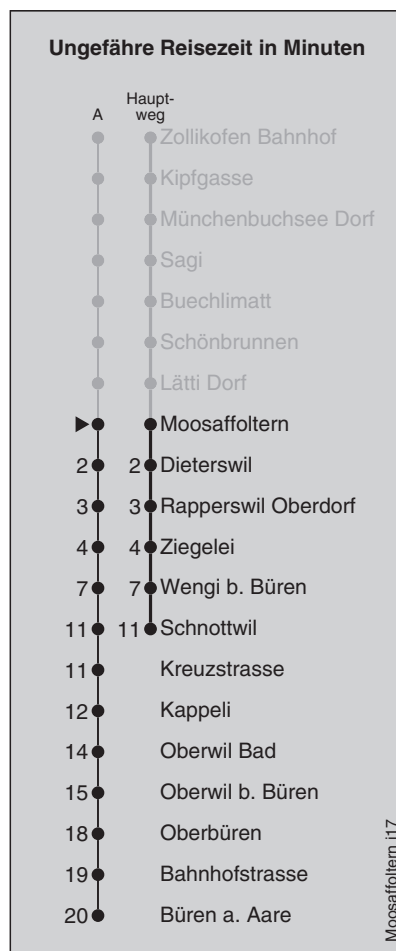 Ungefähre Reisezeit in Minuten
A Haupt-
weg
Zollikofen Bahnhof
Kipfgasse
Münchenbuchsee Dorf
Sagi
Buechlimatt
Schönbrunnen
Lätti Dorf
Moosaffoltern
2 2 Dieterswil
3 3 Rapperswil Oberdorf
4 4 Ziegelei
7 7 Wengi b. Büren
11 11 Schnottwil
11 Kreuzstrasse
12 Kappeli
14 Oberwil Bad
15 Oberwil b. Büren
18 Oberbüren
19 Bahnhofstrasse
20 Büren a. Aare
Moosaffoltern j17